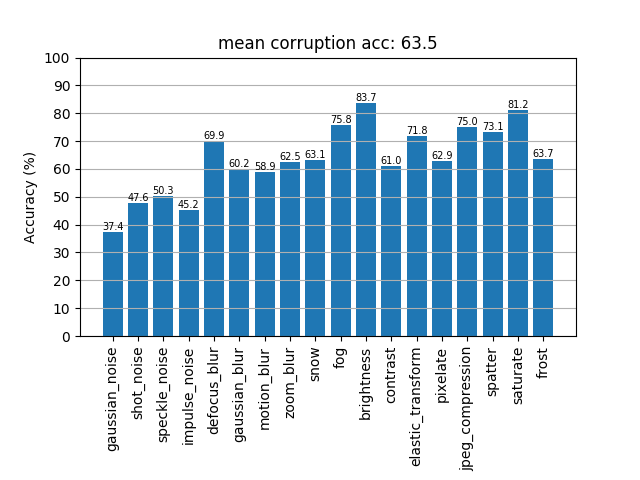 mean corruption acc: 63.5
Accuracy (%)
100
90
80
70
60
50
40
30
20
10
0
37.4
47.6
50.3
45.2
69.9
60.2
58.9
62.5
63.1
75.8
83.7
61.0
71.8
62.9
75.0
73.1
81.2
63.7
gaussian_noise
shot_noise
speckle_noise
impulse_noise
defocus_blur
gaussian_blur
motion_blur
zoom_blur
snow
fog
brightness
contrast
elastic_transform
pixelate
jpeg_compression
spatter
saturate
frost